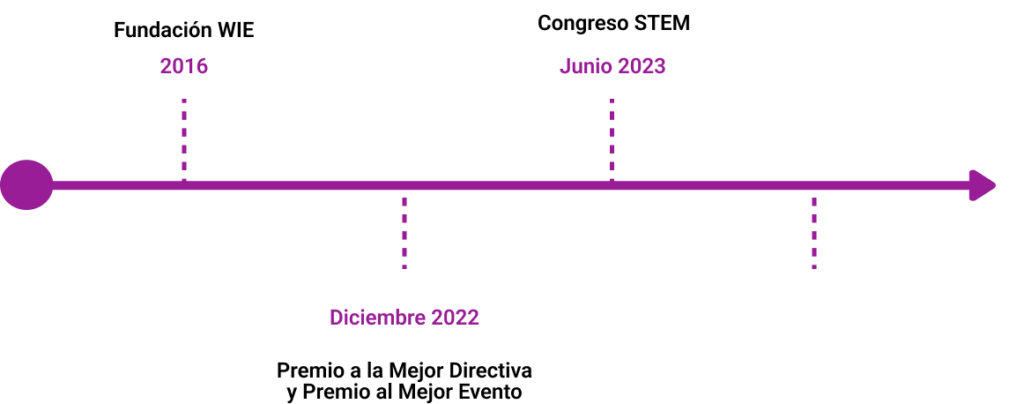 Fundación WIE
2016
Congreso STEM
Junio 2023
Diciembre 2022
Premio a la Mejor Directiva
y Premio al Mejor Evento